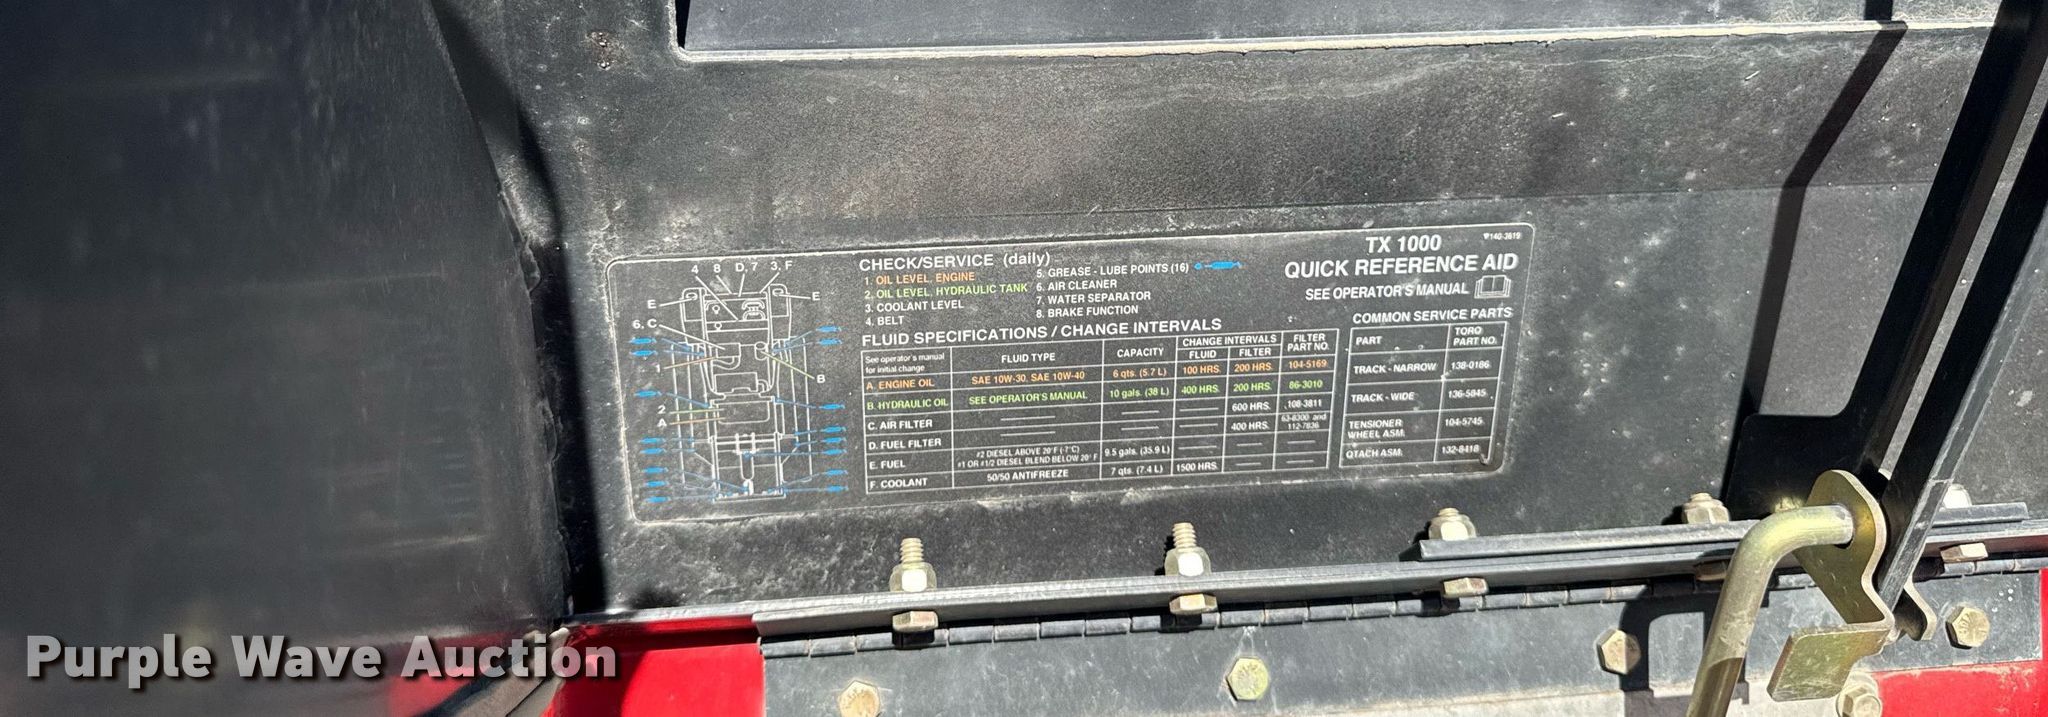 TX 1000
140-3619
QUICK REFERENCE AID
SEE OPERATOR'S MANUAL
4 8 D, 7 3, F
E E
6, C
1
B
2
A
CHECK/SERVICE (daily)
1. OIL LEVEL, ENGINE
2. OIL LEVEL, HYDRAULIC TANK
3. COOLANT LEVEL
4. BELT
5. GREASE - LUBE POINTS (16)
6. AIR CLEANER
7. WATER SEPARATOR
8. BRAKE FUNCTION
FLUID SPECIFICATIONS / CHANGE INTERVALS
See operator's manual for initial change FLUID TYPE CAPACITY CHANGE INTERVALS FILTER PART NO.
FLUID FILTER
A. ENGINE OIL SAE 10W-30, SAE 10W-40 6 qts. (5.7 L) 100 HRS. 200 HRS. 104-5169
B. HYDRAULIC OIL SEE OPERATOR'S MANUAL 10 gals. (38 L) 400 HRS. 200 HRS. 86-3010
C. AIR FILTER 600 HRS. 108-3811
D. FUEL FILTER 400 HRS. 63-8300 and 112-7836
E. FUEL #2 DIESEL ABOVE 20°F (-7°C) 9.5 gals. (35.9 L)
#1 OR #1/2 DIESEL BLEND BELOW 20° F
F. COOLANT 50/50 ANTIFREEZE 7 qts. (7.4 L) 1500 HRS.
COMMON SERVICE PARTS
PART TORO PART NO.
TRACK - NARROW 138-0186
TRACK - WIDE 136-5845
TENSIONER WHEEL ASM. 104-5745
QTACH ASM. 132-8418
Purple Wave Auction